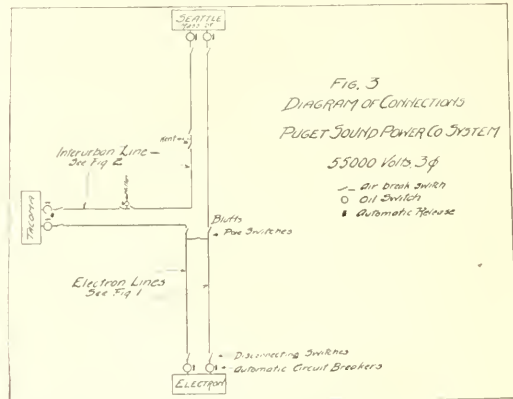 SEATTLE
FIG. 3
DIAGRAM OF CONNECTIONS
PUGET SOUND POWER CO SYSTEM
55000 Volts, 3φ
Air break switch
Oil Switch
Automatic Release
Kent
Interurban Line
See Fig 2
TACOMA
Bluffs
Pole Switches
Electron Lines
See Fig 1
Disconnecting Switches
Automatic Circuit Breakers
ELECTRON